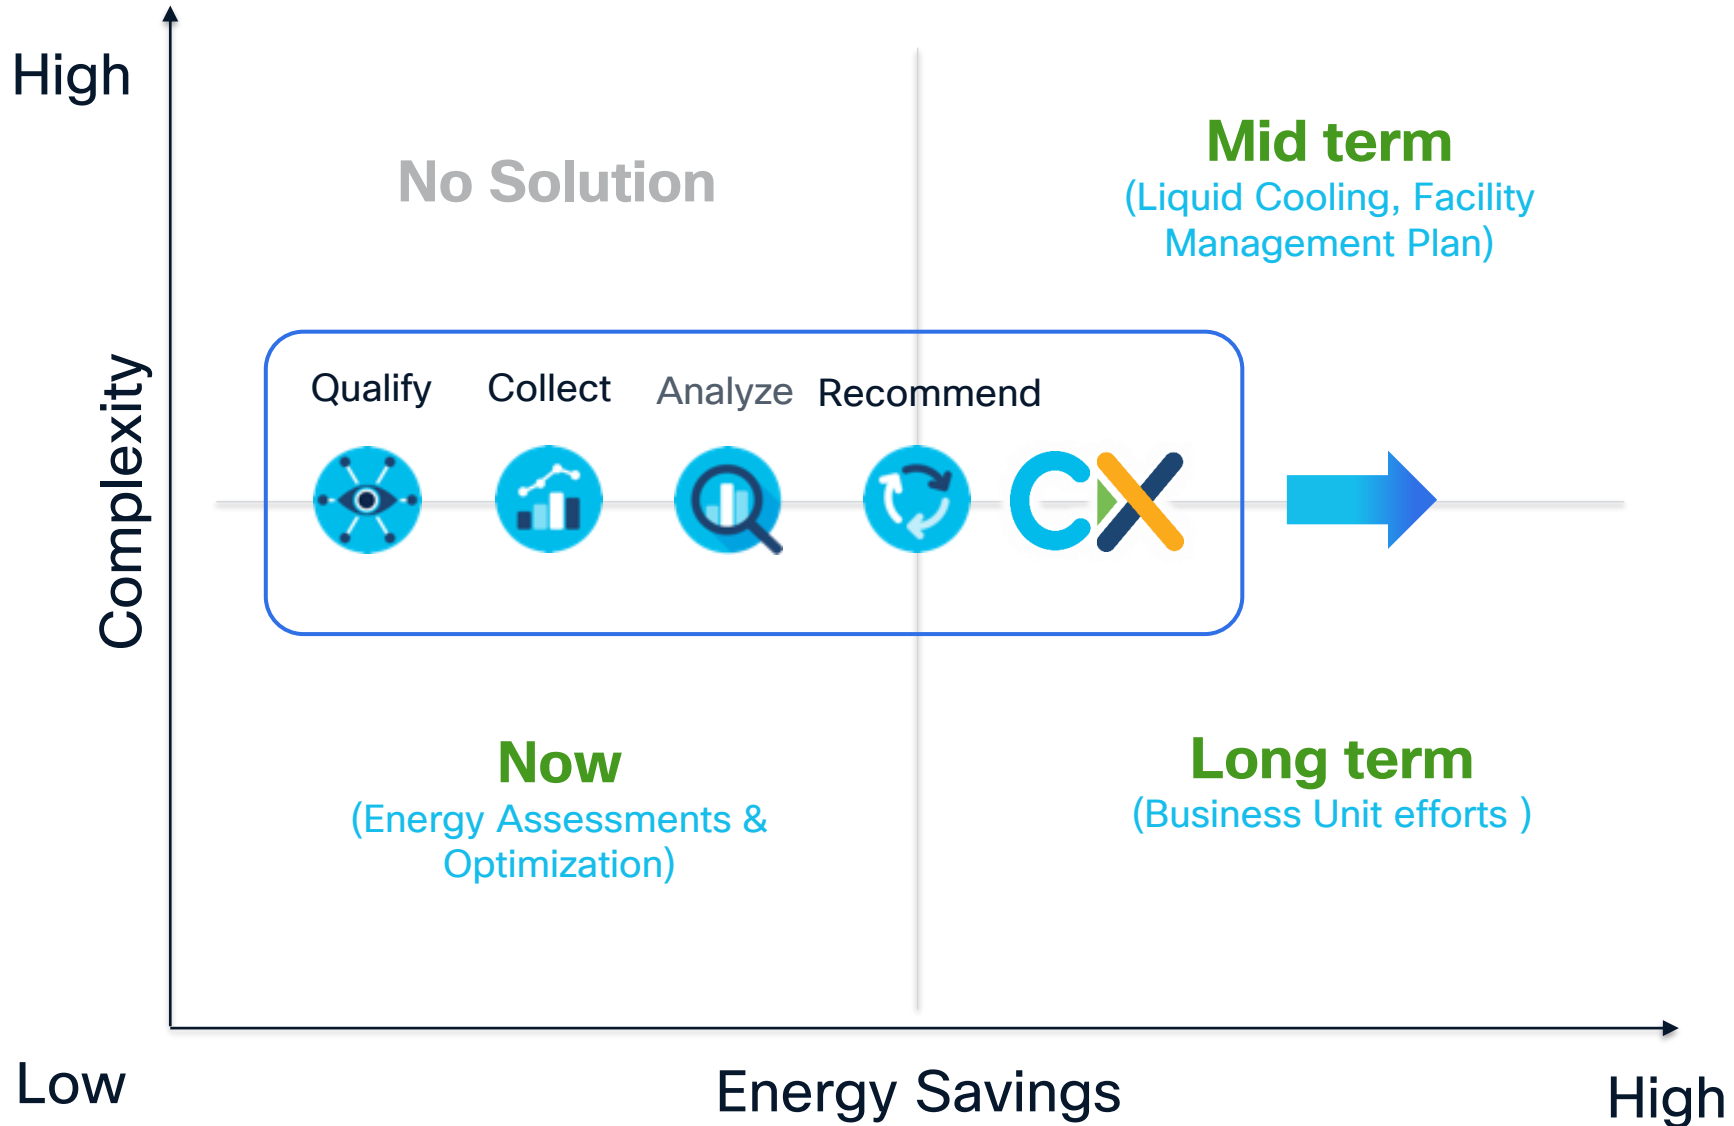 High
No Solution
Mid term
(Liquid Cooling, Facility
Management Plan)
Complexity
Qualify
Collect
Analyze
Recommend
CX
Now
(Energy Assessments &
Optimization)
Long term
(Business Unit efforts )
Low
Energy Savings
High